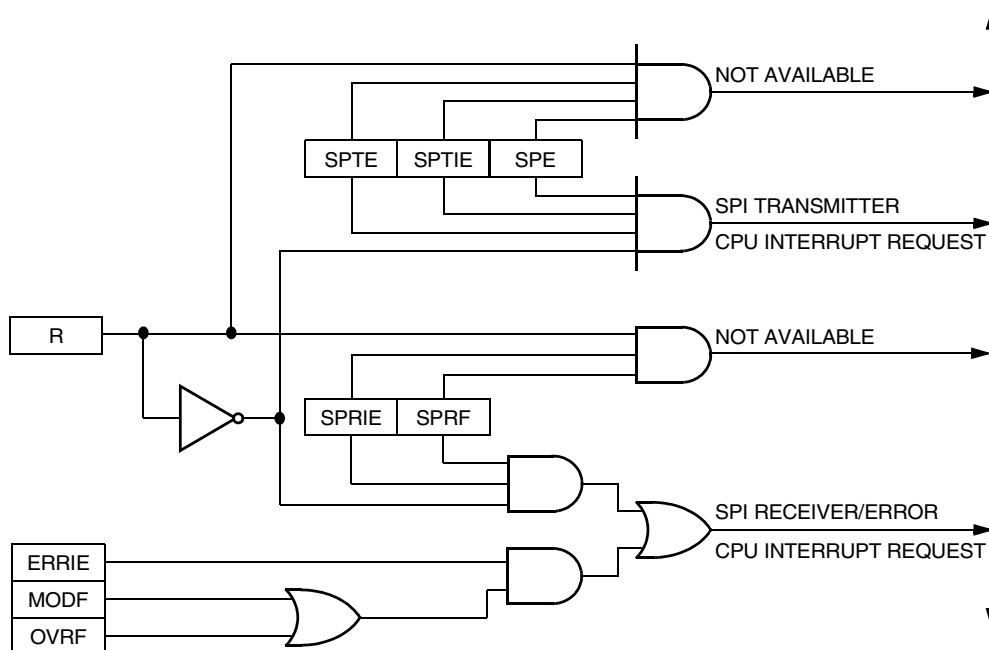 NOT AVAILABLE
SPTE SPTIE SPE
SPI TRANSMITTER
CPU INTERRUPT REQUEST
R
NOT AVAILABLE
SPRIE SPRF
SPI RECEIVER/ERROR
CPU INTERRUPT REQUEST
ERRIE
MODF
OVRF